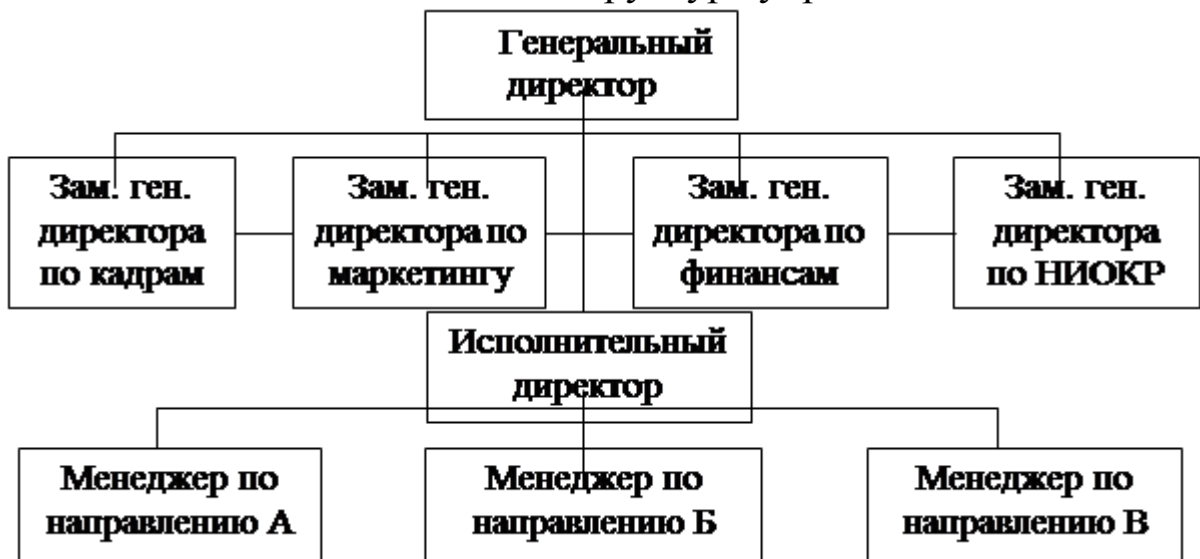 Генеральный
директор
Зам. ген.
директора
по кадрам
Зам. ген.
директора по
маркетингу
Зам. ген.
директора по
финансам
Зам. ген.
директора
по НИОКР
Исполнительный
директор
Менеджер по
направлению А
Менеджер по
направлению Б
Менеджер по
направлению В